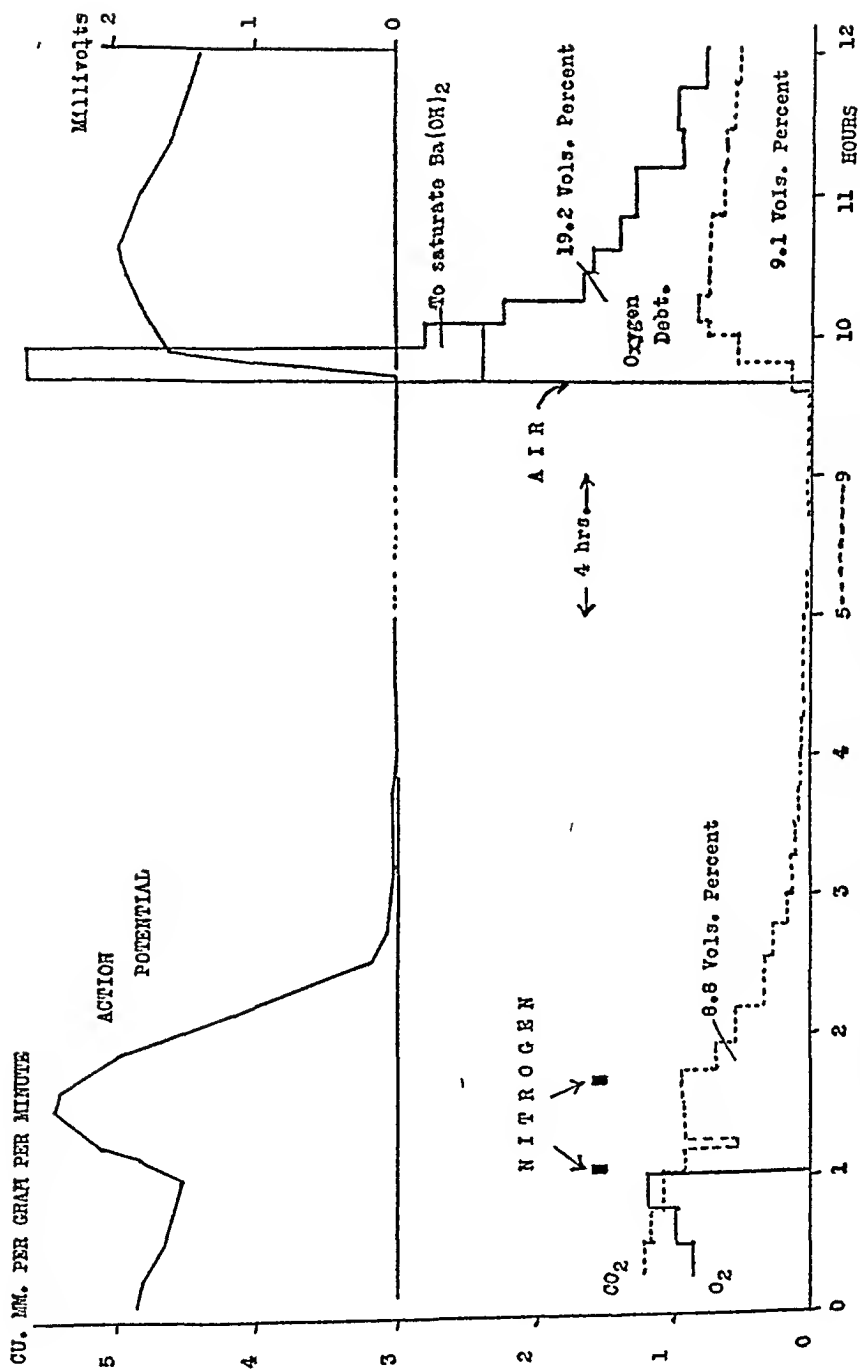 CU. MM. PER GRAM PER MINUTE
Millivolts
5
4
3
2
1
0
2
1
0
ACTION
POTENTIAL
To saturate Ba(OH)2
19.2 Vols. Percent
Oxygen
Debt.
AIR
← 4 hrs. →
NITROGEN
8.8 Vols. Percent
9.1 Vols. Percent
CO2
O2
0
1
2
3
4
5-------9
10
11
12
HOURS